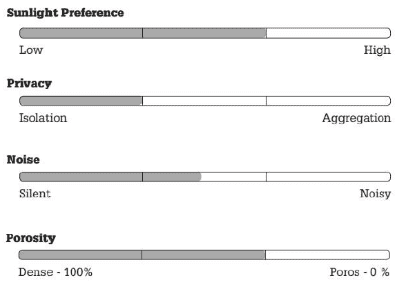 Sunlight Preference
Low High
Privacy
Isolation Aggregation
Noise
Silent Noisy
Porosity
Dense - 100% Poros - 0 %